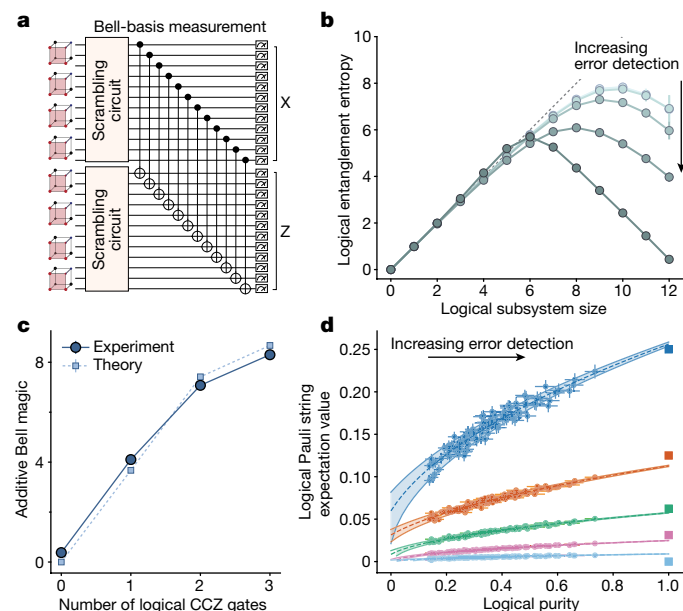 a
Bell-basis measurement
Scrambling
circuit
Scrambling
circuit
X
Z
b
Increasing
error detection
Logical entanglement entropy
10
8
6
4
2
0
0 2 4 6 8 10 12
Logical subsystem size
c
Experiment
Theory
Additive Bell magic
8
4
0
0 1 2 3
Number of logical CCZ gates
d
Increasing error detection
Logical Pauli string
expectation value
0.25
0.20
0.15
0.10
0.05
0
0 0.2 0.4 0.6 0.8 1.0
Logical purity